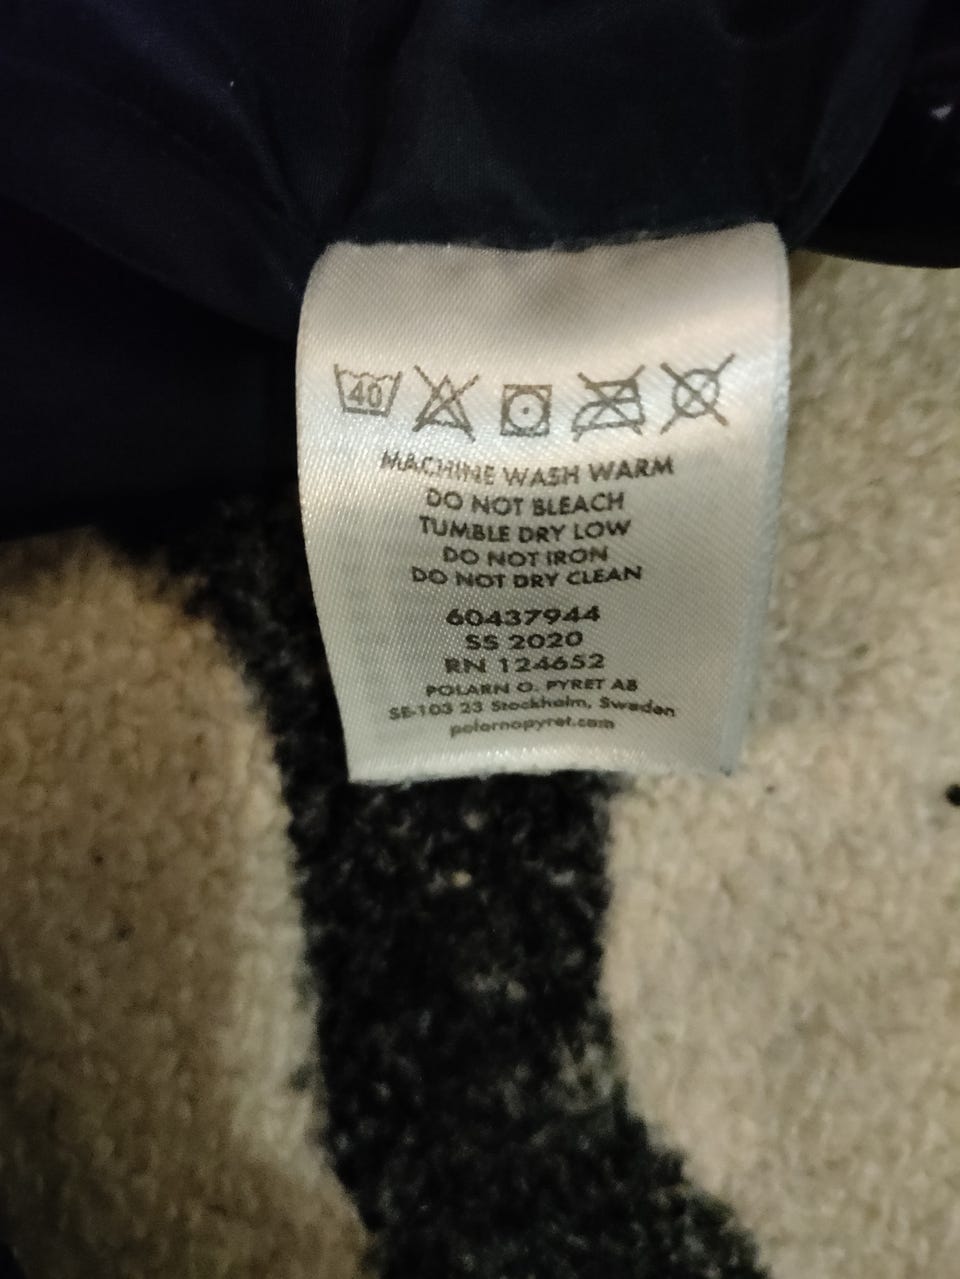 40
MACHINE WASH WARM
DO NOT BLEACH
TUMBLE DRY LOW
DO NOT IRON
DO NOT DRY CLEAN
60437944
SS 2020
RN 124652
POLARN O. PYRET AB
SE-103 23 Stockholm, Sweden
polarnopyret.com